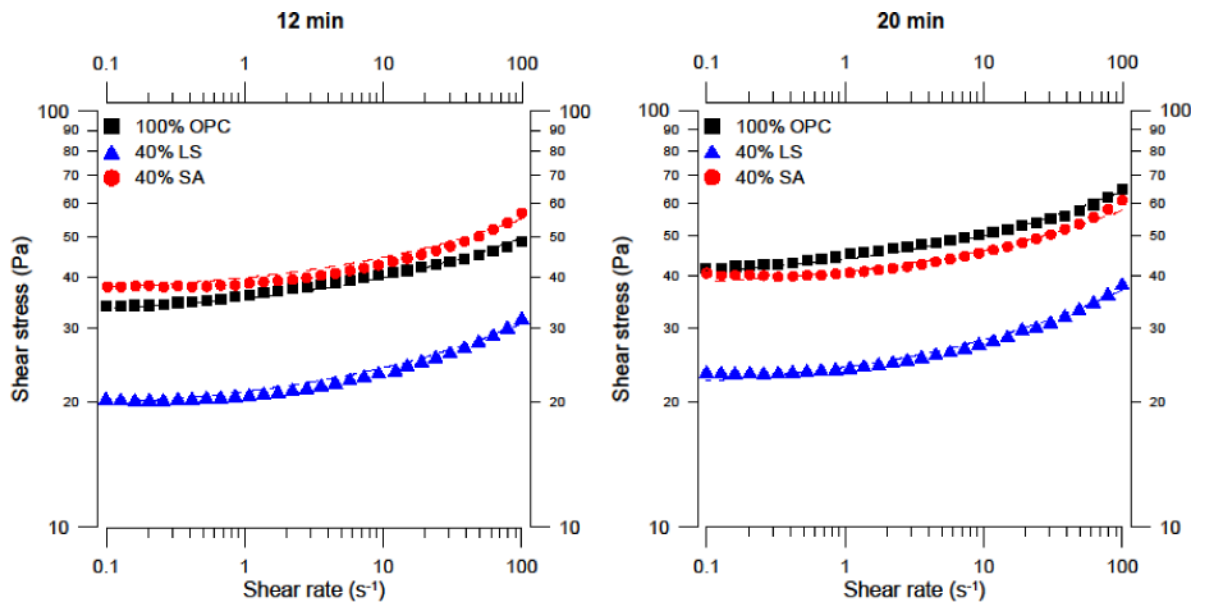 12 min
0.1 1 10 100
100 100
90 90
80 80
70 70
60 60
50 50
40 40
30 30
20 20
10 10
Shear stress (Pa)
100% OPC
40% LS
40% SA
0.1 1 10 100
Shear rate (s⁻¹)
20 min
0.1 1 10 100
100 100
90 90
80 80
70 70
60 60
50 50
40 40
30 30
20 20
10 10
Shear stress (Pa)
100% OPC
40% LS
40% SA
0.1 1 10 100
Shear rate (s⁻¹)